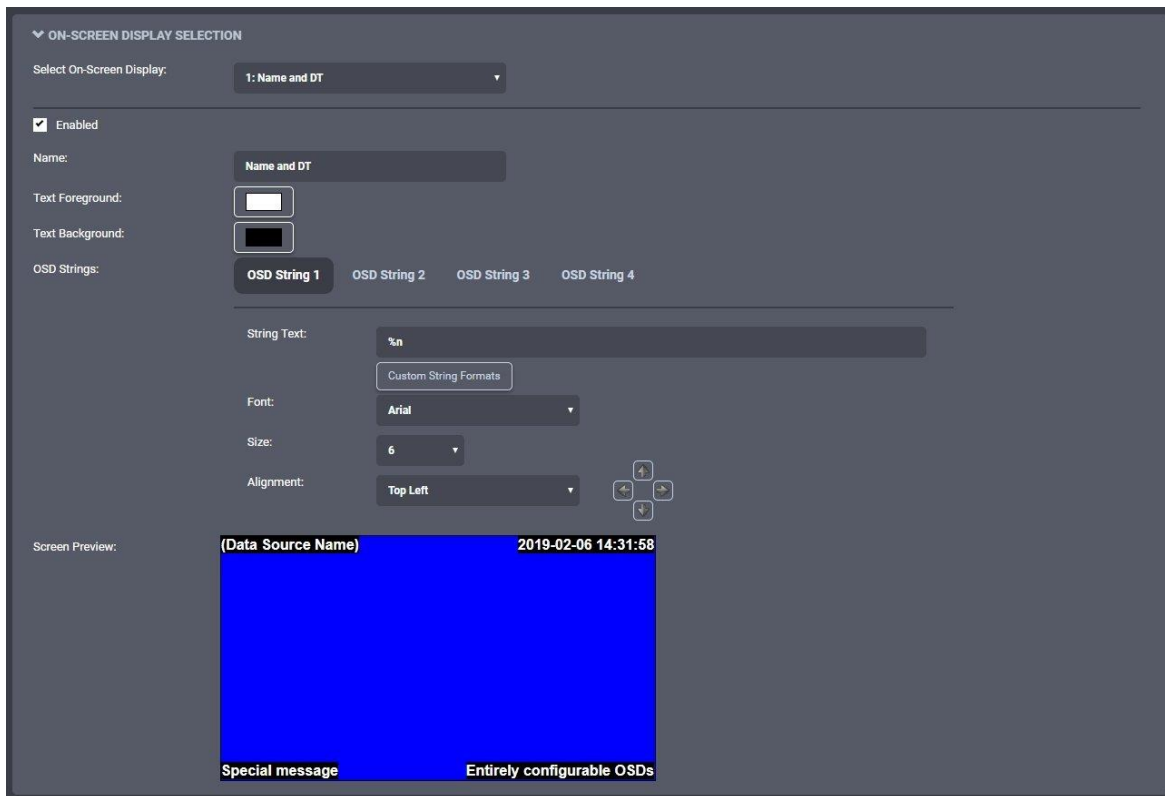 ON-SCREEN DISPLAY SELECTION
Select On-Screen Display:
1: Name and DT
Enabled
Name:
Name and DT
Text Foreground:
Text Background:
OSD Strings:
OSD String 1 OSD String 2 OSD String 3 OSD String 4
String Text:
%n
Custom String Formats
Font:
Arial
Size:
6
Alignment:
Top Left
Screen Preview:
(Data Source Name) 2019-02-06 14:31:58
Special message Entirely configurable OSDs